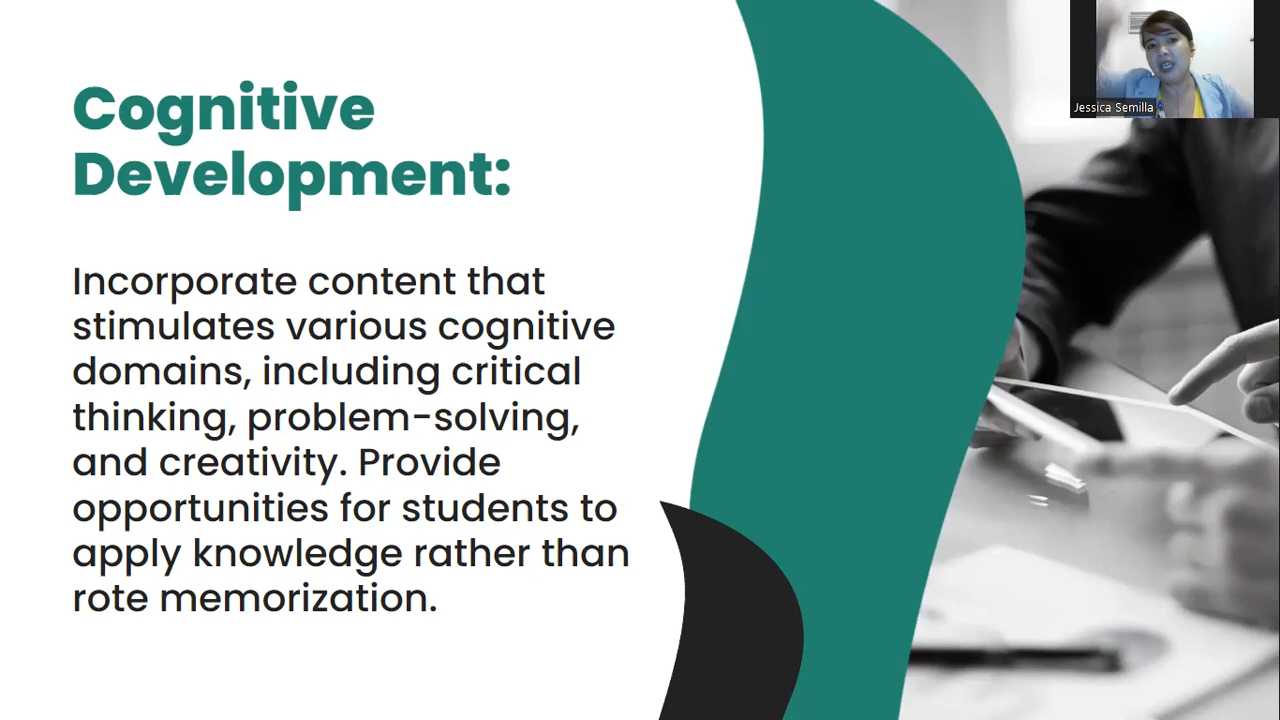 Cognitive
Development:
Incorporate content that
stimulates various cognitive
domains, including critical
thinking, problem-solving,
and creativity. Provide
opportunities for students to
apply knowledge rather than
rote memorization.
Jessica Semilla